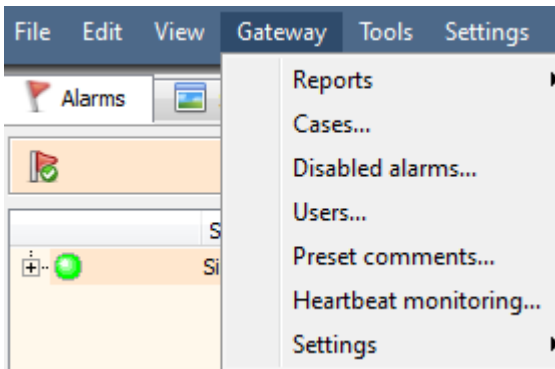 File Edit View Gateway Tools Settings
Alarms
Reports
Cases...
Disabled alarms...
Users...
Preset comments...
Heartbeat monitoring...
Settings